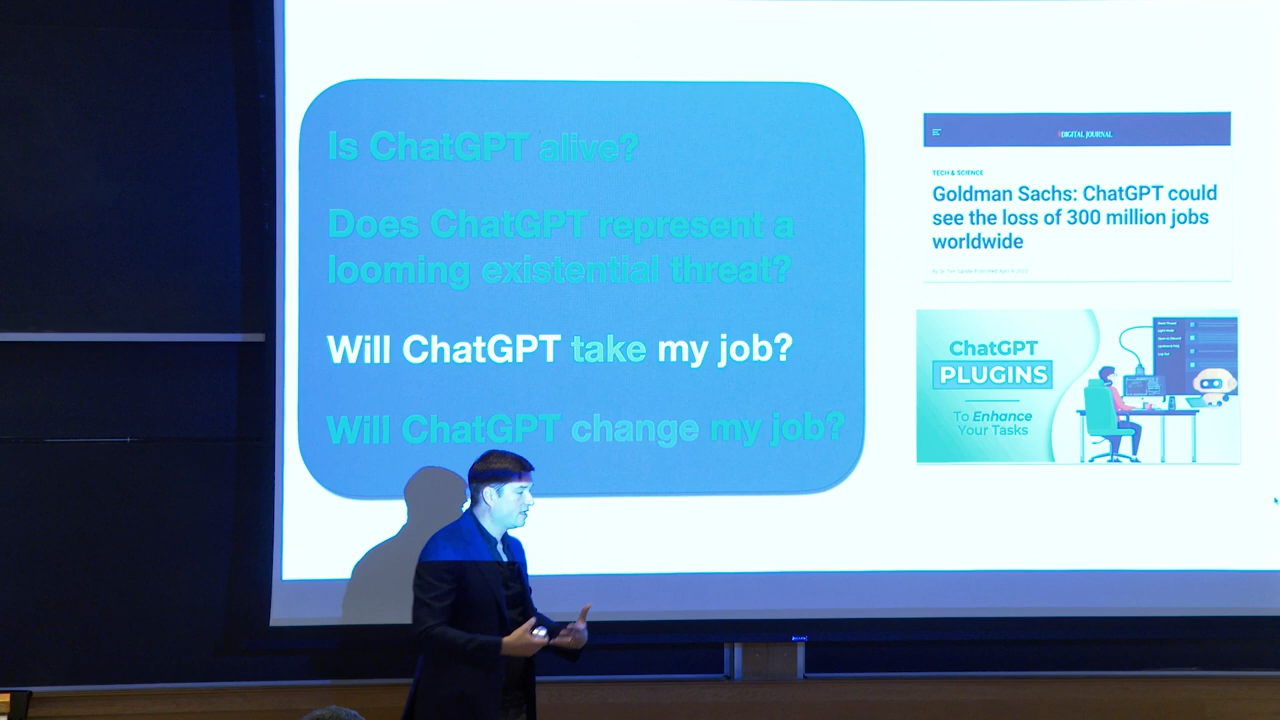 Is ChatGPT alive?
Does ChatGPT represent a
looming existential threat?
Will ChatGPT take my job?
Will ChatGPT change my job?
DIGITAL JOURNAL
TECH & SCIENCE
Goldman Sachs: ChatGPT could
see the loss of 300 million jobs
worldwide
ChatGPT
PLUGINS
To Enhance
Your Tasks